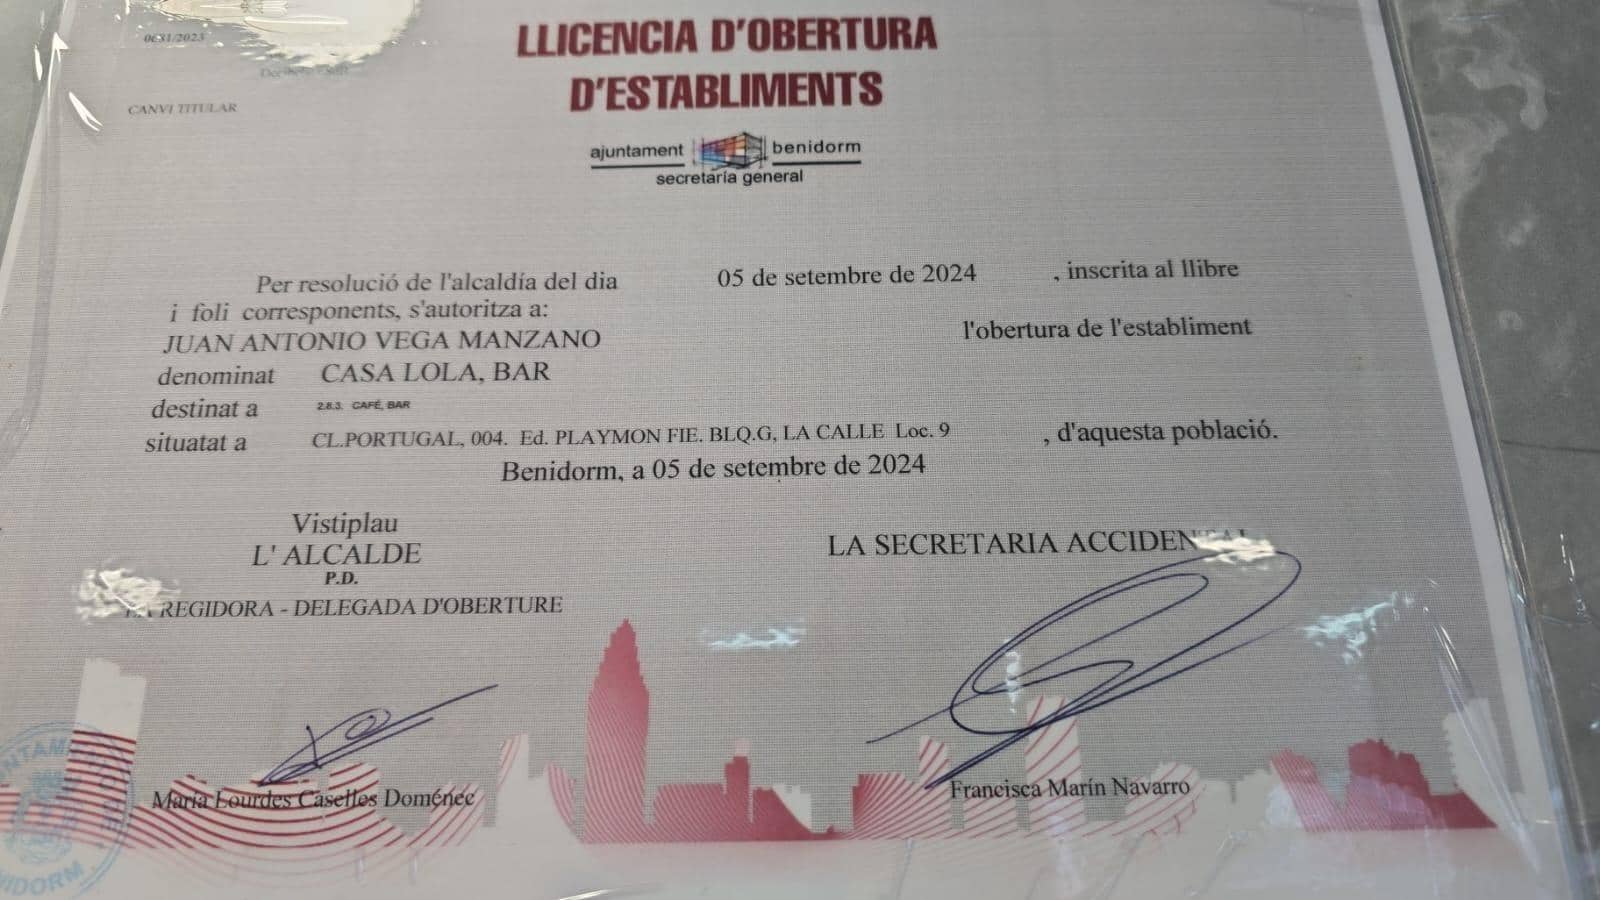 LLICENCIA D'OBERTURA
D'ESTABLIMENTS
CANVI TITULAR
ajuntament benidorm
secretaría general
Per resolució de l'alcaldía del dia 05 de setembre de 2024 , inscrita al llibre
i foli corresponents, s'autoritza a:
JUAN ANTONIO VEGA MANZANO l'obertura de l'establiment
denominat CASA LOLA, BAR
destinat a 2.8.3. CAFÉ, BAR
situatat a CL.PORTUGAL, 004. Ed. PLAYMON FIE. BLQ.G, LA CALLE Loc. 9 , d'aquesta població.
Benidorm, a 05 de setembre de 2024
Vistiplau
L' ALCALDE
P.D.
REGIDORA - DELEGADA D'OBERTURE
LA SECRETARIA
María Lourdes Caselles Doménec
Francisca Marín Navarro